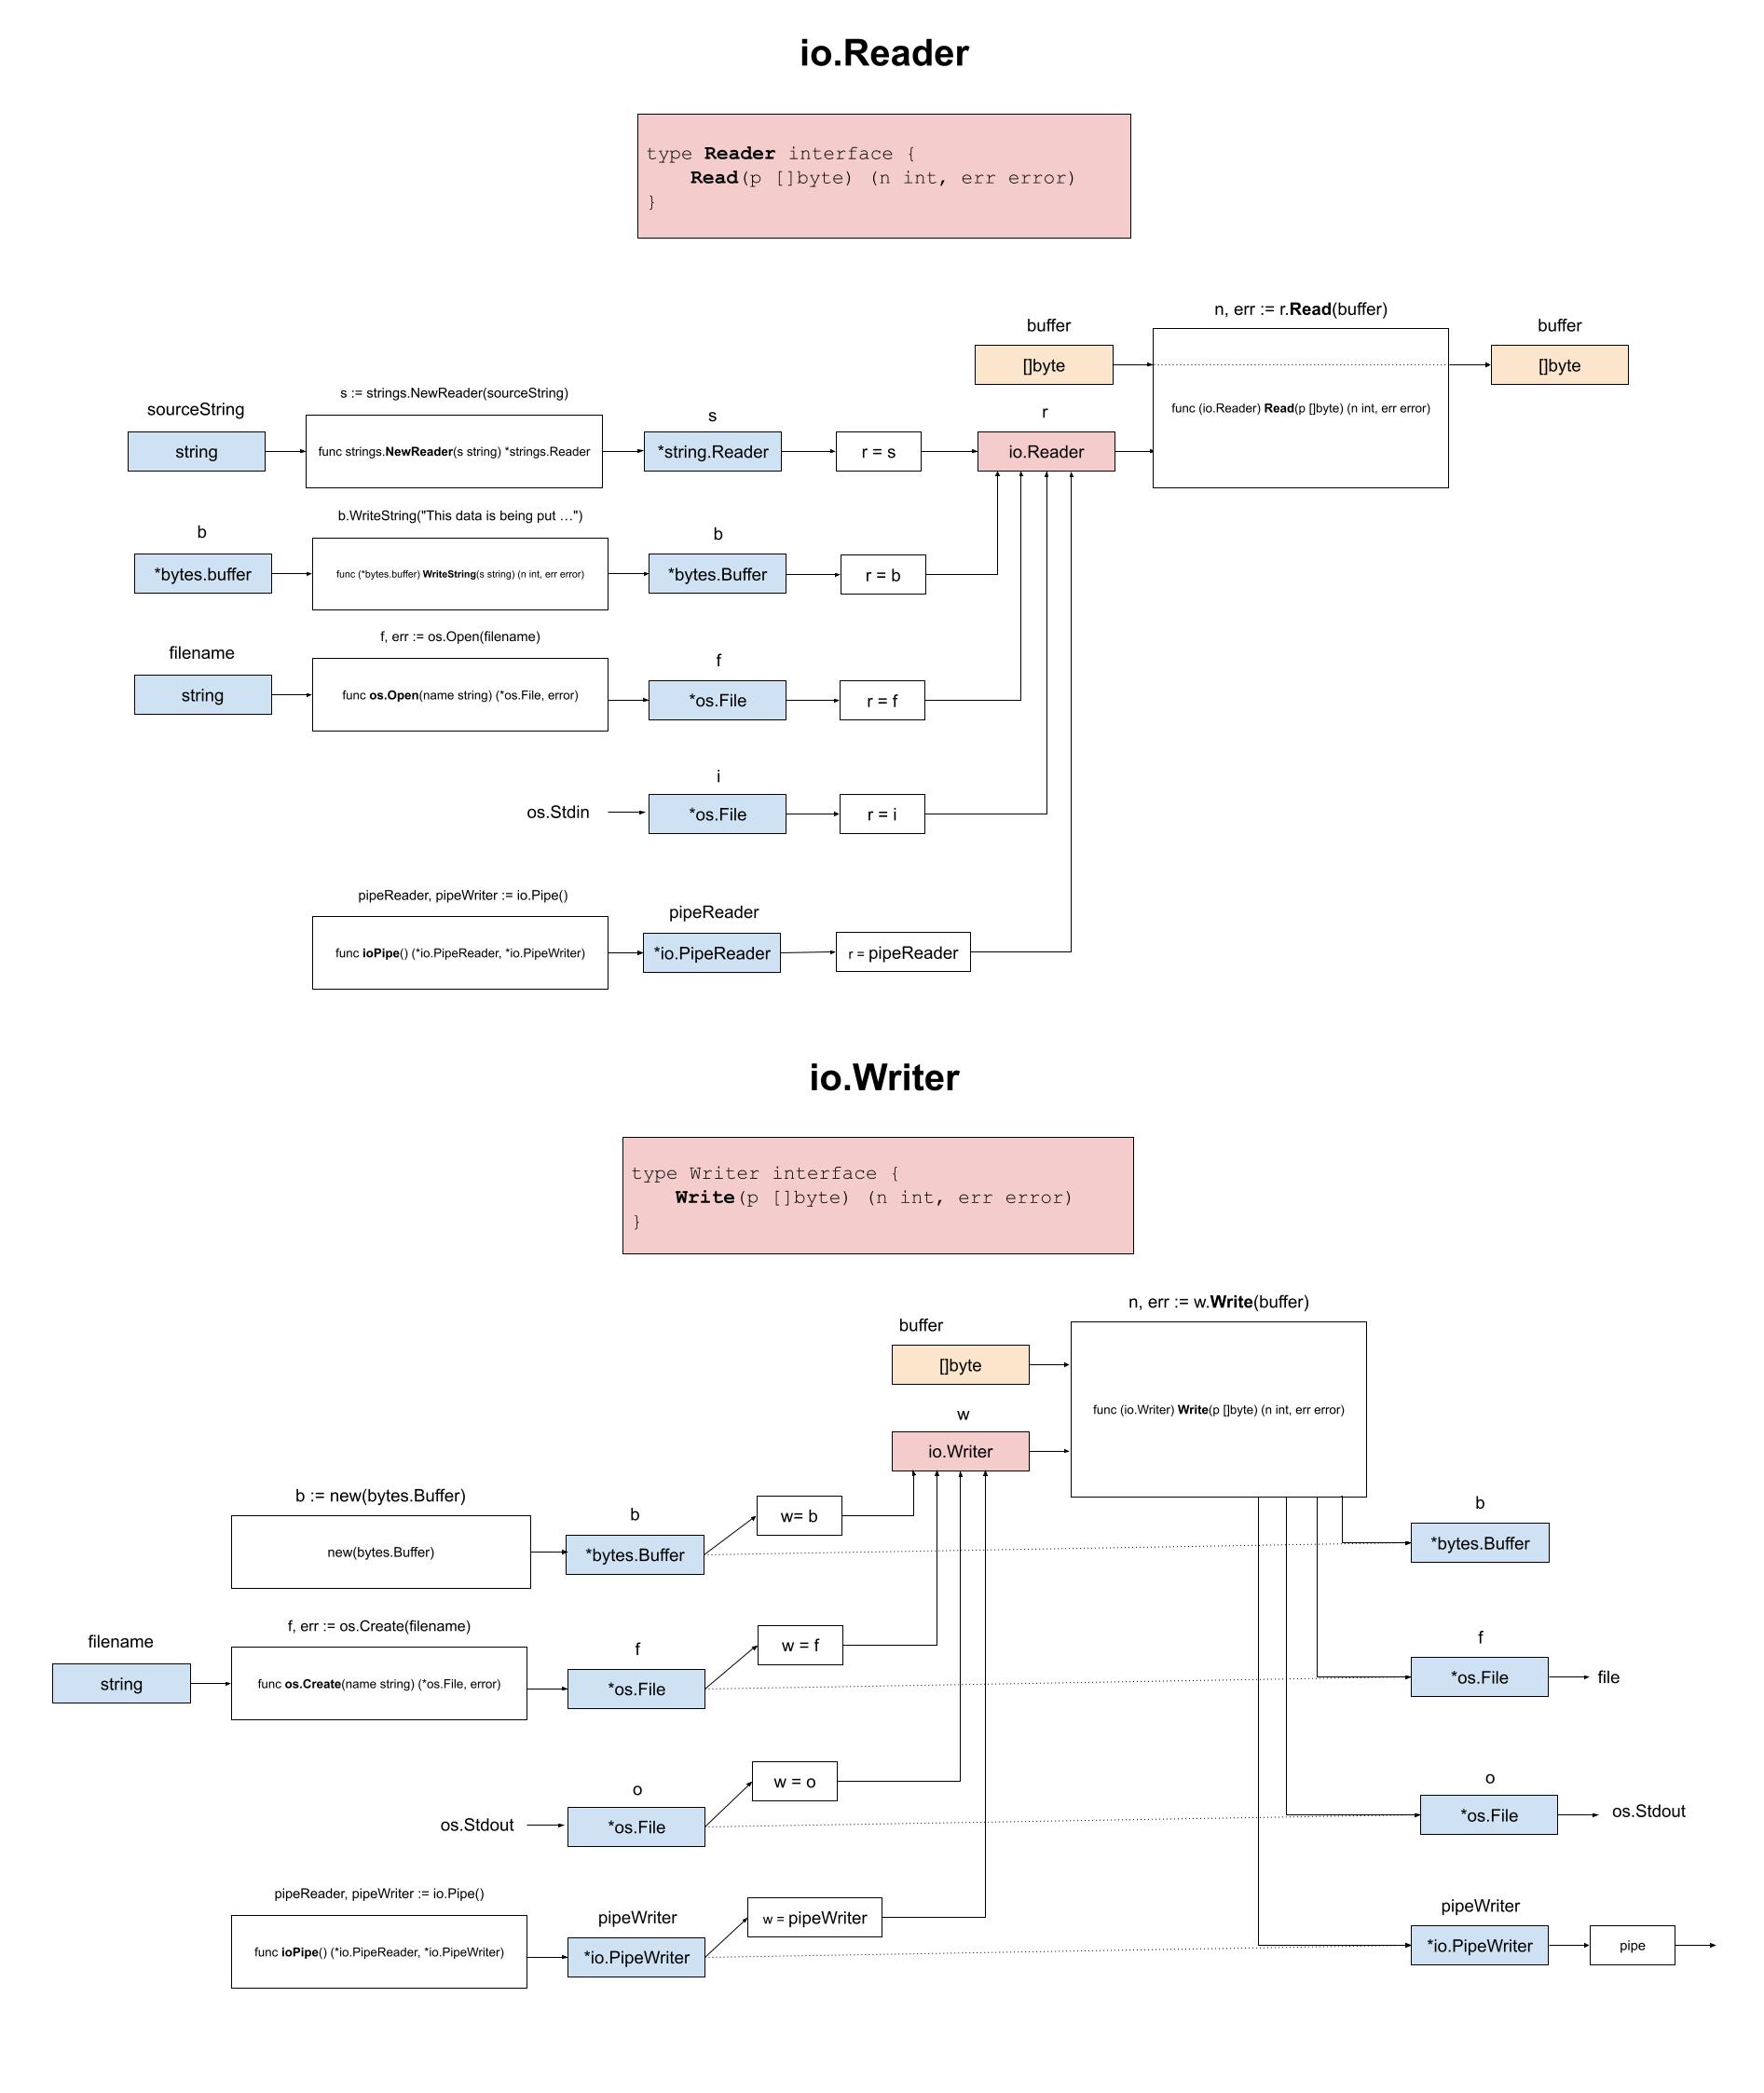 io.Reader
type Reader interface {
Read(p []byte) (n int, err error)
}
n, err := r.Read(buffer)
buffer
buffer
[]byte
[]byte
func (io.Reader) Read(p []byte) (n int, err error)
s := strings.NewReader(sourceString)
sourceString
s
r
string
func strings.NewReader(s string) *strings.Reader
*string.Reader
r = s
io.Reader
b.WriteString("This data is being put …")
b
b
*bytes.buffer
func (*bytes.buffer) WriteString(s string) (n int, err error)
*bytes.Buffer
r = b
f, err := os.Open(filename)
filename
f
string
func os.Open(name string) (*os.File, error)
*os.File
r = f
i
os.Stdin
*os.File
r = i
pipeReader, pipeWriter := io.Pipe()
pipeReader
func ioPipe() (*io.PipeReader, *io.PipeWriter)
*io.PipeReader
r = pipeReader
io.Writer
type Writer interface {
Write(p []byte) (n int, err error)
}
n, err := w.Write(buffer)
buffer
[]byte
func (io.Writer) Write(p []byte) (n int, err error)
w
io.Writer
b := new(bytes.Buffer)
b
w= b
b
new(bytes.Buffer)
*bytes.Buffer
*bytes.Buffer
f, err := os.Create(filename)
filename
f
w = f
f
string
func os.Create(name string) (*os.File, error)
*os.File
*os.File
file
o
w = o
o
os.Stdout
*os.File
*os.File
os.Stdout
pipeReader, pipeWriter := io.Pipe()
pipeWriter
w = pipeWriter
pipeWriter
func ioPipe() (*io.PipeReader, *io.PipeWriter)
*io.PipeWriter
*io.PipeWriter
pipe